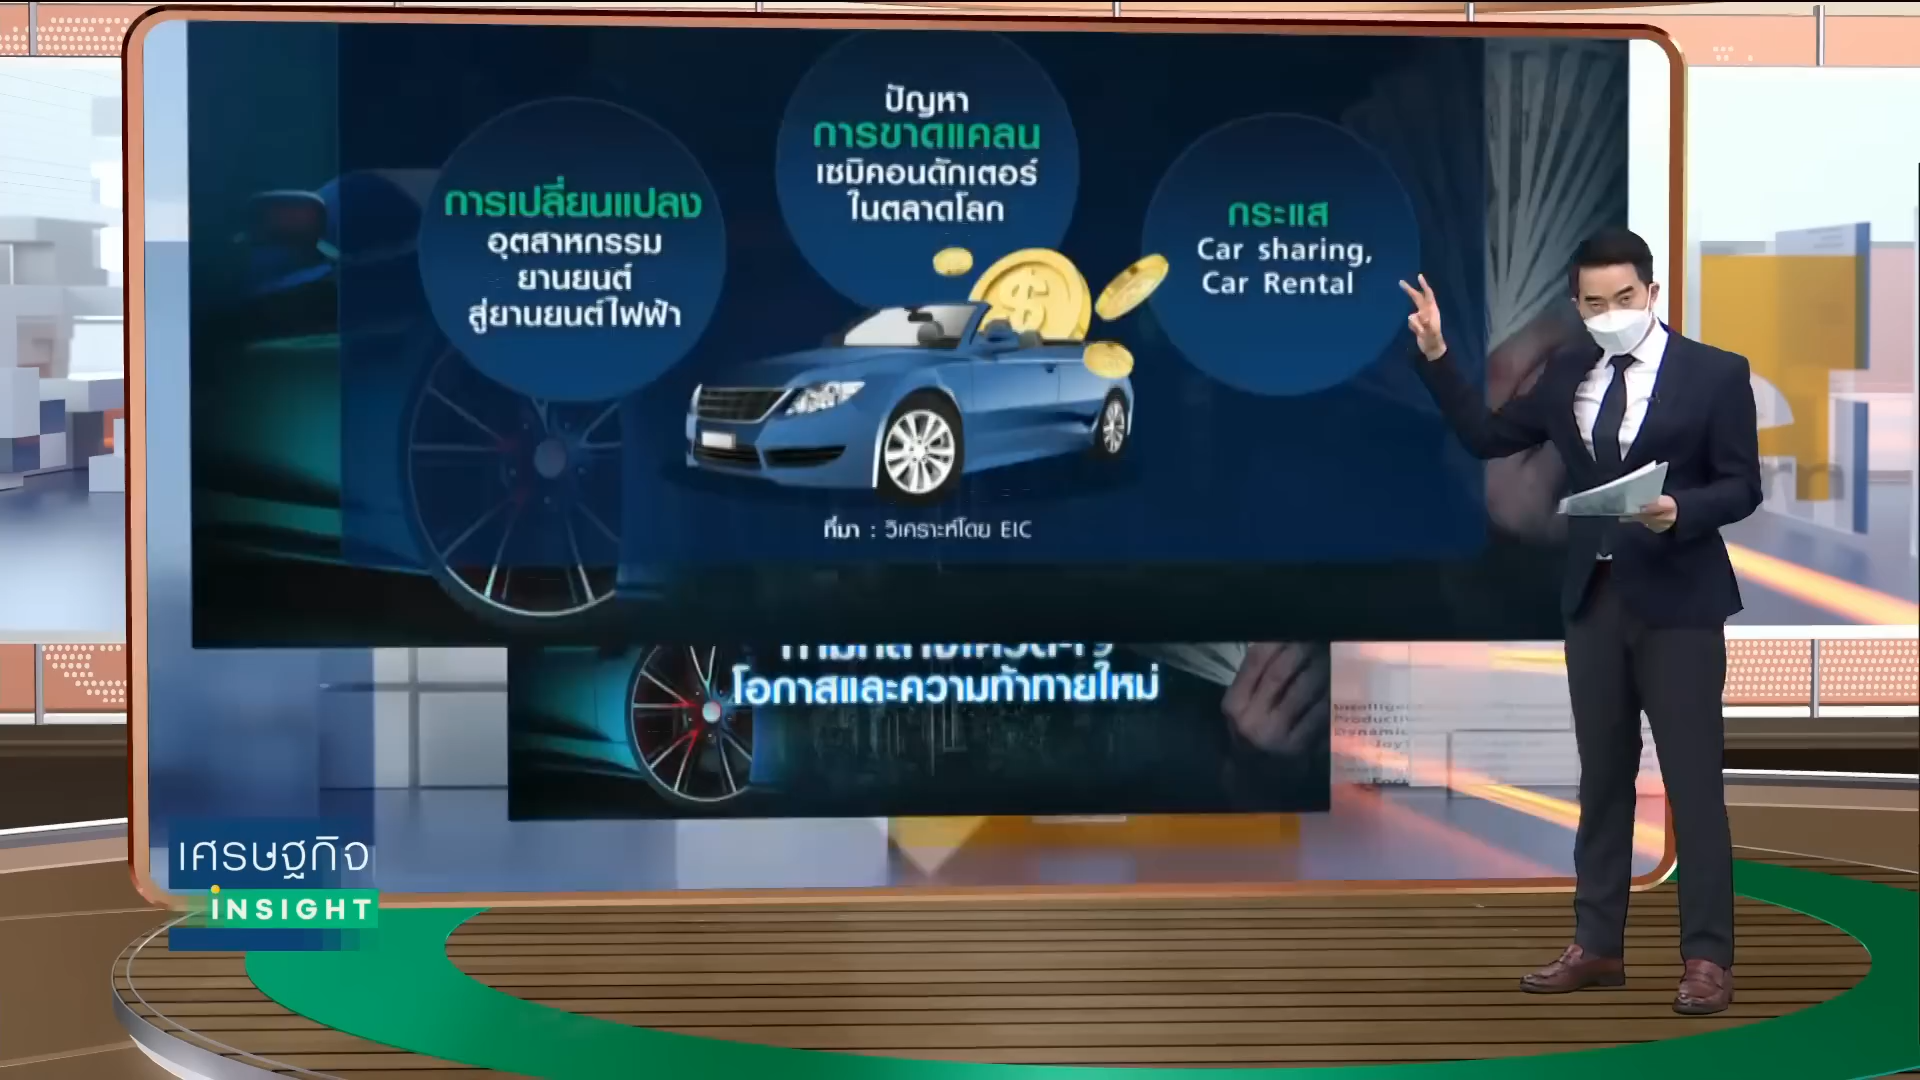 การเปลี่ยนแปลง
อุตสาหกรรม
ยานยนต์
สู่ยานยนต์ไฟฟ้า
ปัญหา
การขาดแคลน
เซมิคอนดักเตอร์
ในตลาดโลก
กระแส
Car sharing,
Car Rental
ที่มา : วิเคราะห์โดย EIC
โอกาสและความท้าทายใหม่
เศรษฐกิจ
INSIGHT